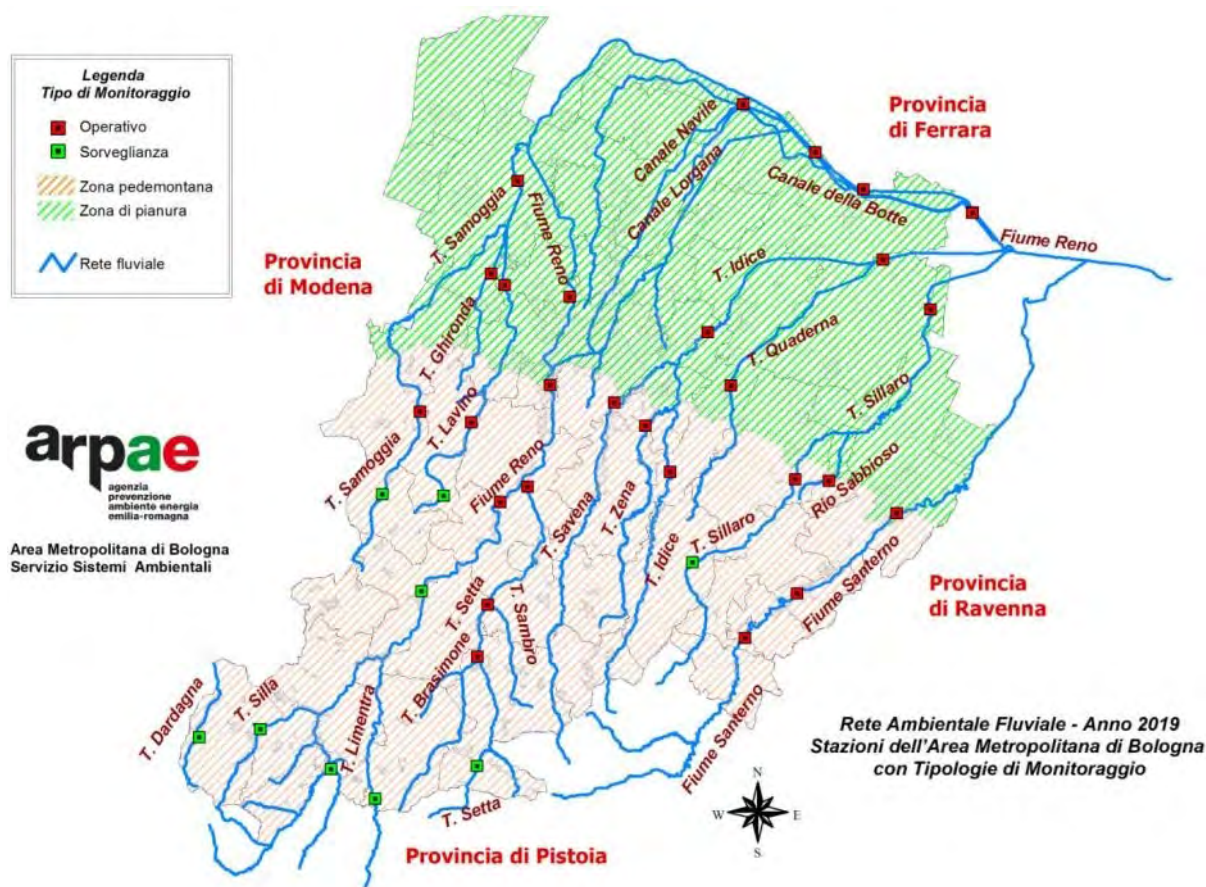 Legenda
Tipo di Monitoraggio
Operativo
Sorveglianza
Zona pedemontana
Zona di pianura
Rete fluviale
Provincia
di Ferrara
Canale Navile
Canale Lorgana
Canale della Botte
T. Samoggia
Fiume Reno
Fiume Reno
Provincia
di Modena
T. Idice
T. Ghironda
T. Quaderna
T. Lavino
T. Sillaro
arpae
agenzia
prevenzione
ambiente energia
emilia-romagna
Area Metropolitana di Bologna
Servizio Sistemi Ambientali
T. Samoggia
Fiume Reno
T. Savena
T. Zena
T. Idice
T. Sillaro
Rio Sabbioso
Fiume Santerno
Provincia
di Ravenna
T. Setta
T. Sambro
T. Brasimone
T. Dardagna
T. Silla
T. Limentra
Fiume Santerno
T. Setta
Rete Ambientale Fluviale - Anno 2019
Stazioni dell'Area Metropolitana di Bologna
con Tipologie di Monitoraggio
N
W
E
S
Provincia di Pistoia